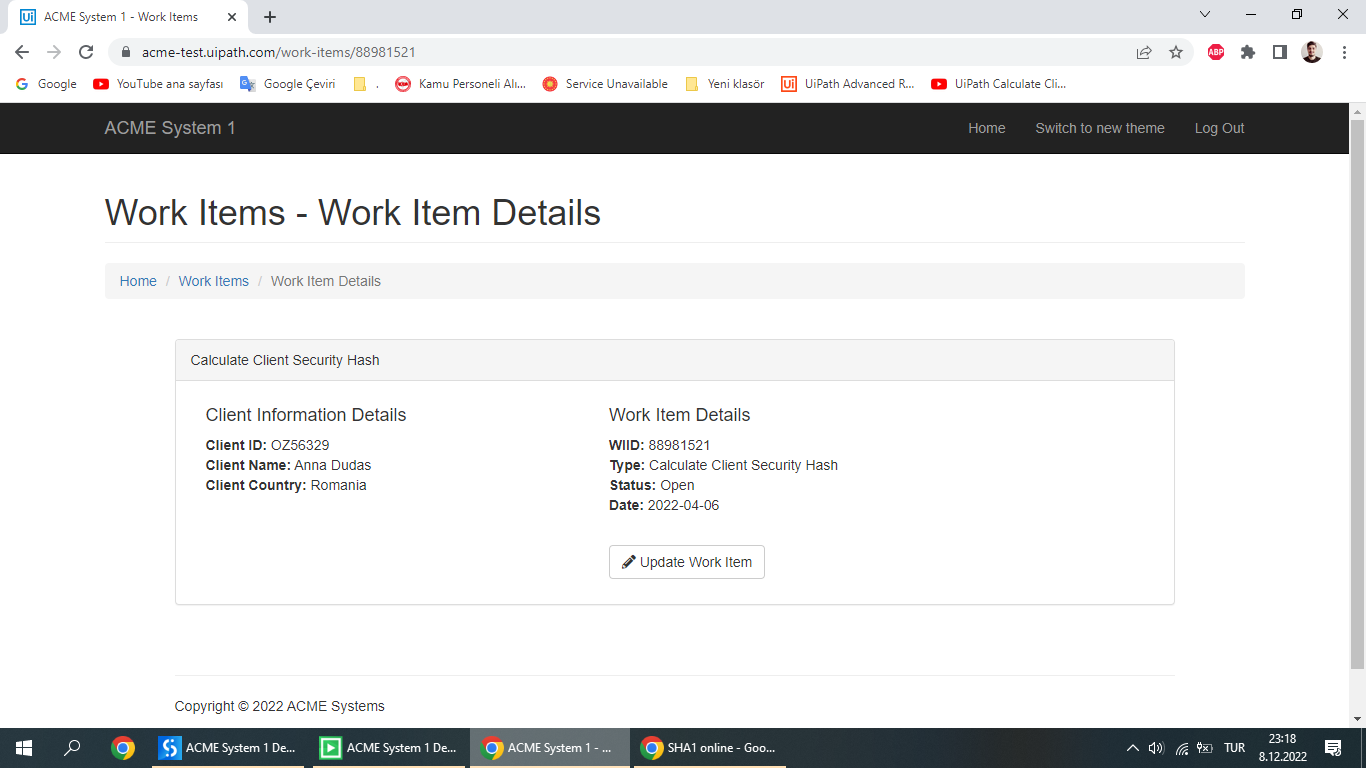 Ui ACME System 1 - Work Items
acme-test.uipath.com/work-items/88981521
ABP
Google YouTube ana sayfası Google Çeviri . Kamu Personeli Alı... Service Unavailable Yeni klasör Ui UiPath Advanced R... UiPath Calculate Cli...
ACME System 1 Home Switch to new theme Log Out
Work Items - Work Item Details
Home / Work Items / Work Item Details
Calculate Client Security Hash
Client Information Details
Client ID: OZ56329
Client Name: Anna Dudas
Client Country: Romania
Work Item Details
WIID: 88981521
Type: Calculate Client Security Hash
Status: Open
Date: 2022-04-06
Update Work Item
Copyright © 2022 ACME Systems
ACME System 1 De... ACME System 1 De... ACME System 1 - ... SHA1 online - Goo... TUR
23:18
8.12.2022